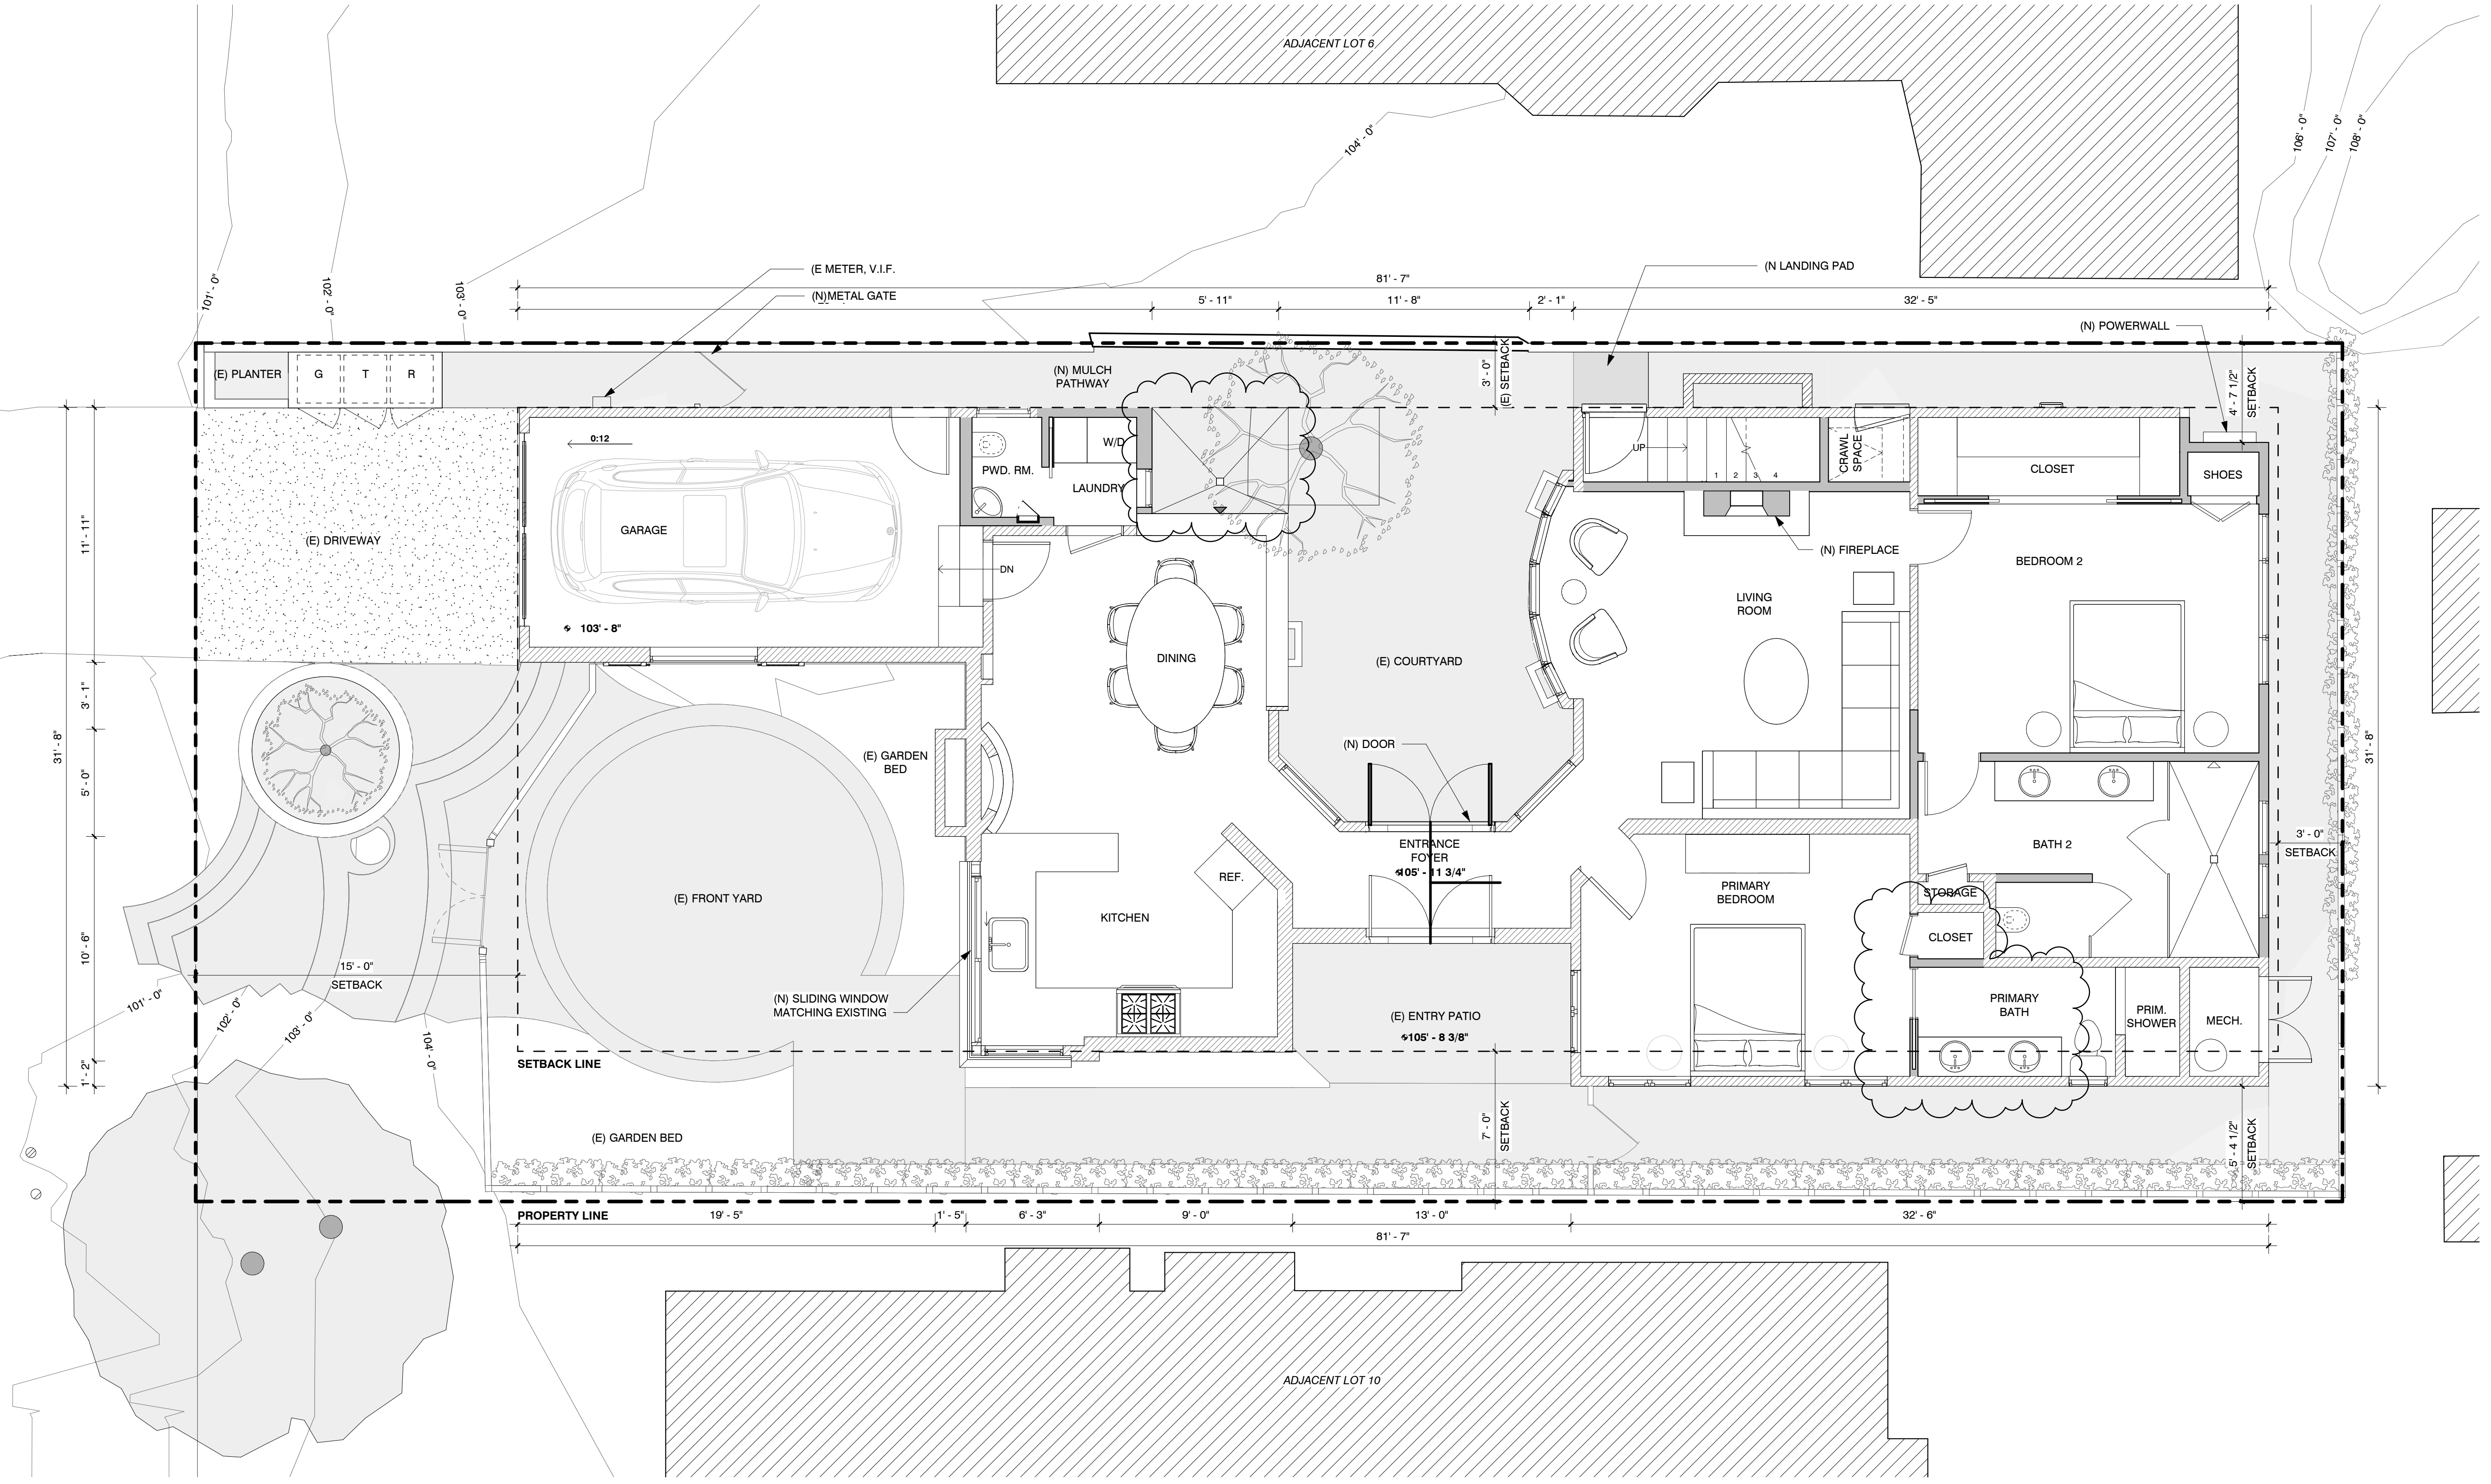 ADJACENT LOT 6
104' - 0"
106' - 0"
107' - 0"
108' - 0"
101' - 0"
102' - 0"
103' - 0"
(E METER, V.I.F.
(N)METAL GATE
81' - 7"
5' - 11"
11' - 8"
2' - 1"
32' - 5"
(N LANDING PAD
(N) POWERWALL
(E) PLANTER
G
T
R
(N) MULCH
PATHWAY
3' - 0"
(E) SETBACK
4' - 7 1/2"
SETBACK
0:12
PWD. RM.
W/D
LAUNDRY
UP
1
2
3
4
CRAWL
SPACE
CLOSET
SHOES
11' - 11"
(E) DRIVEWAY
GARAGE
DN
103' - 8"
(N) FIREPLACE
BEDROOM 2
LIVING
ROOM
DINING
(E) COURTYARD
3' - 1"
31' - 8"
5' - 0"
31' - 8"
(E) GARDEN
BED
(N) DOOR
ENTRANCE
FOYER
105' - 11 3/4"
BATH 2
3' - 0"
SETBACK
REF.
(E) FRONT YARD
KITCHEN
PRIMARY
BEDROOM
STORAGE
CLOSET
10' - 6"
15' - 0"
SETBACK
101' - 0"
102' - 0"
103' - 0"
104' - 0"
(N) SLIDING WINDOW
MATCHING EXISTING
(E) ENTRY PATIO
105' - 8 3/8"
PRIMARY
BATH
PRIM.
SHOWER
MECH.
1' - 2"
SETBACK LINE
(E) GARDEN BED
7' - 0"
SETBACK
5' - 4 1/2"
SETBACK
PROPERTY LINE
19' - 5"
1' - 5"
6' - 3"
9' - 0"
13' - 0"
32' - 6"
81' - 7"
ADJACENT LOT 10